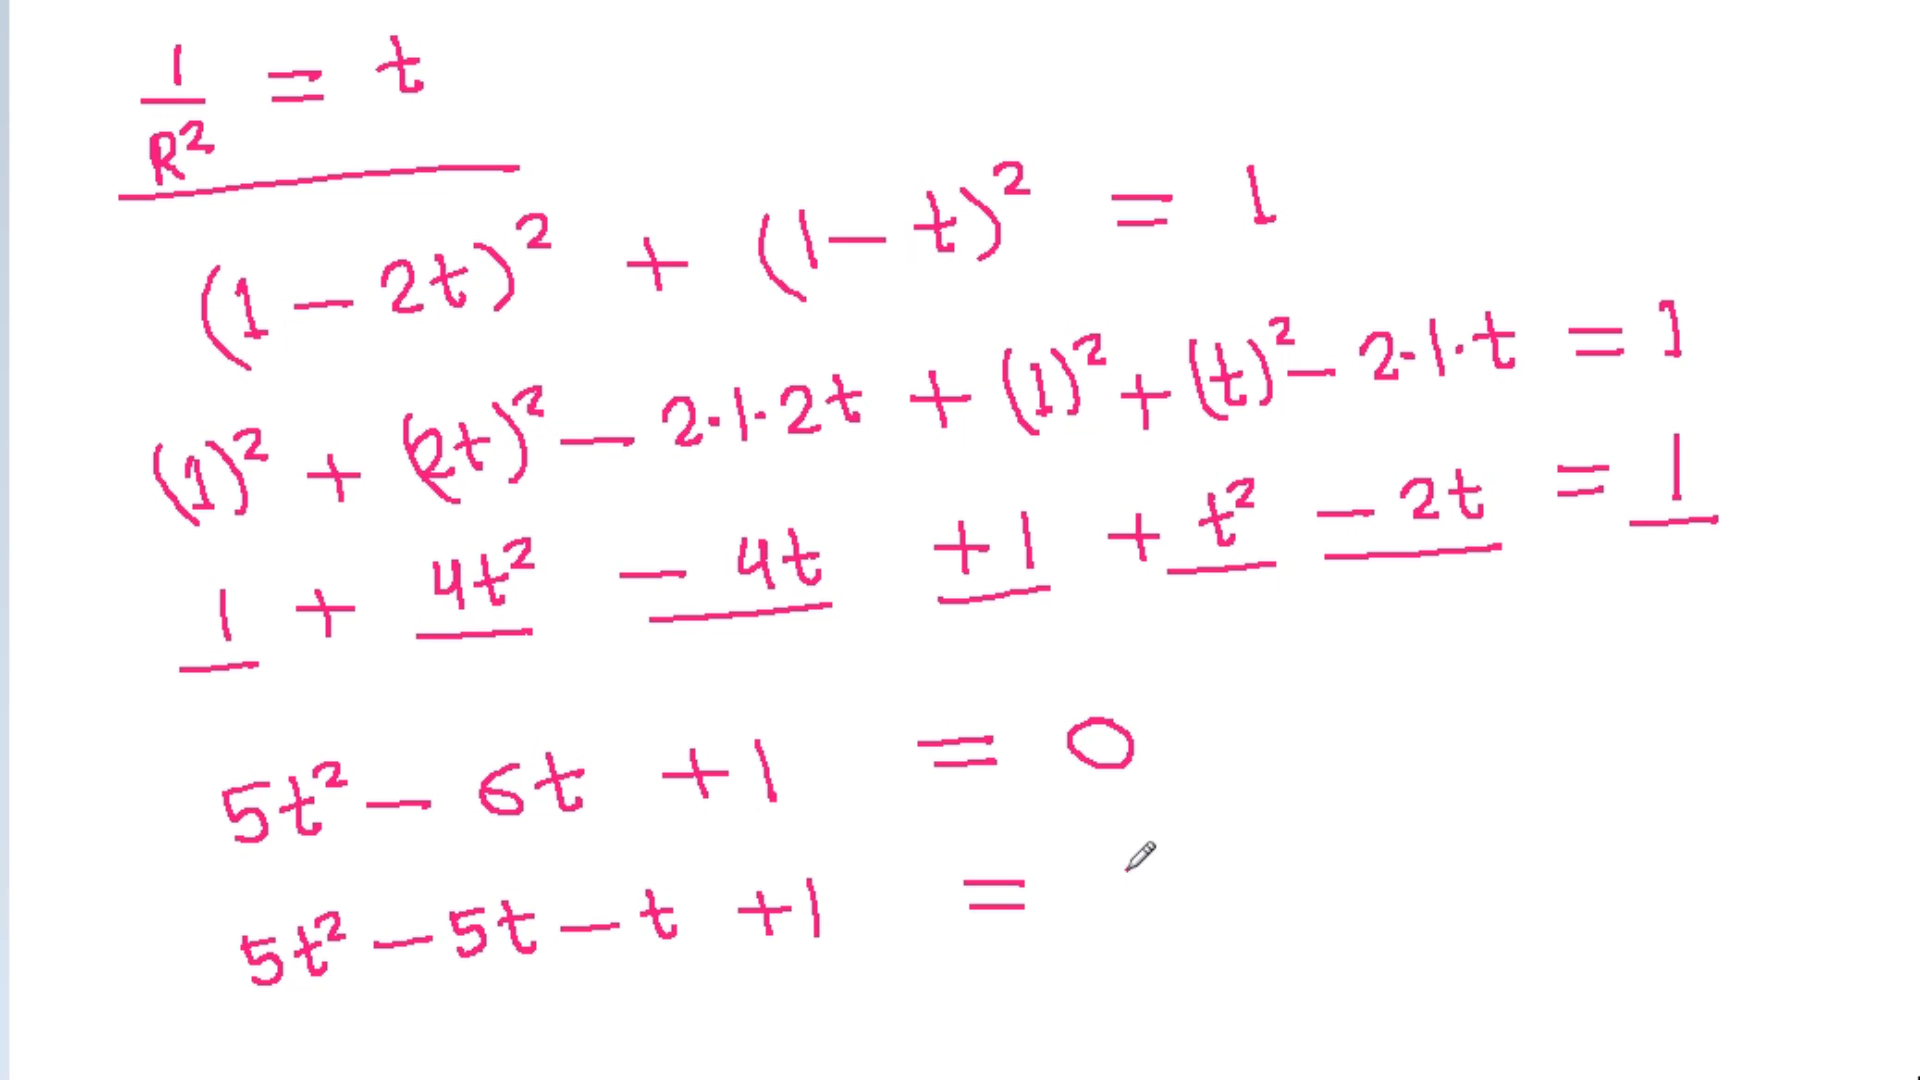 1/R² = t
(1 - 2t)² + (1 - t)² = 1
(1)² + (2t)² - 2·1·2t + (1)² + (t)² - 2·1·t = 1
1 + 4t² - 4t + 1 + t² - 2t = 1
5t² - 6t + 1 = 0
5t² - 5t - t + 1 =